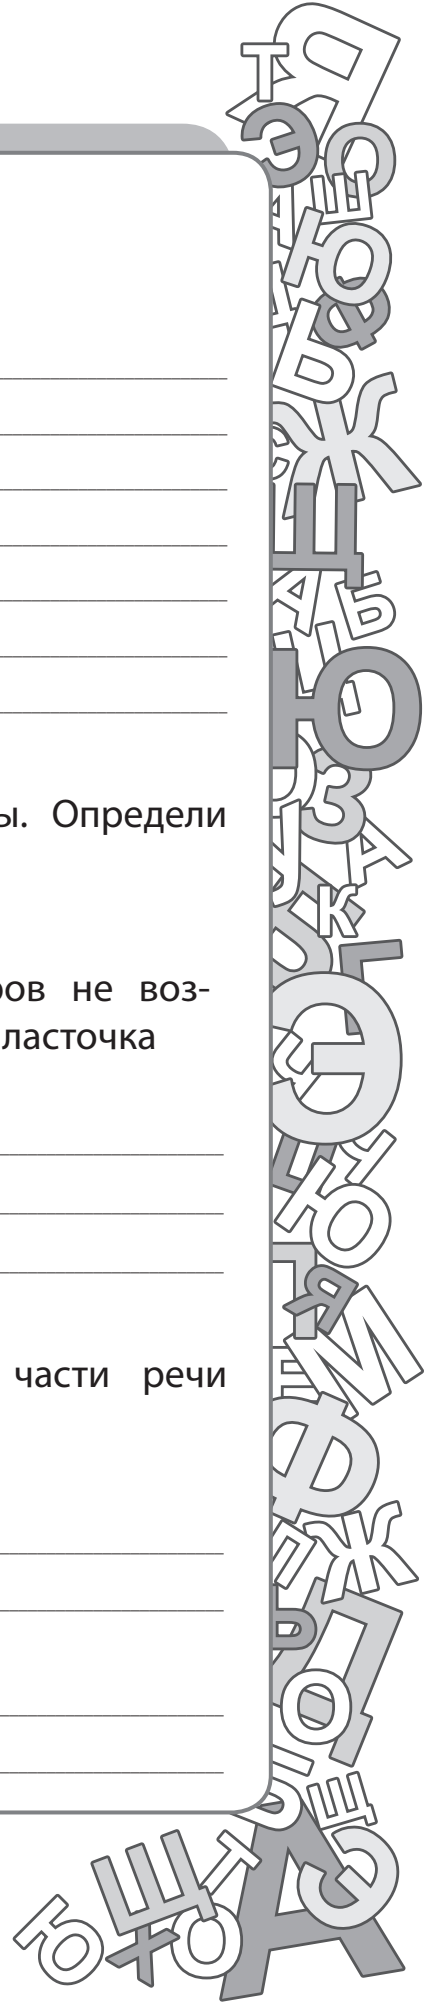 ы. Определи
ров не воз-
ласточка
части речи